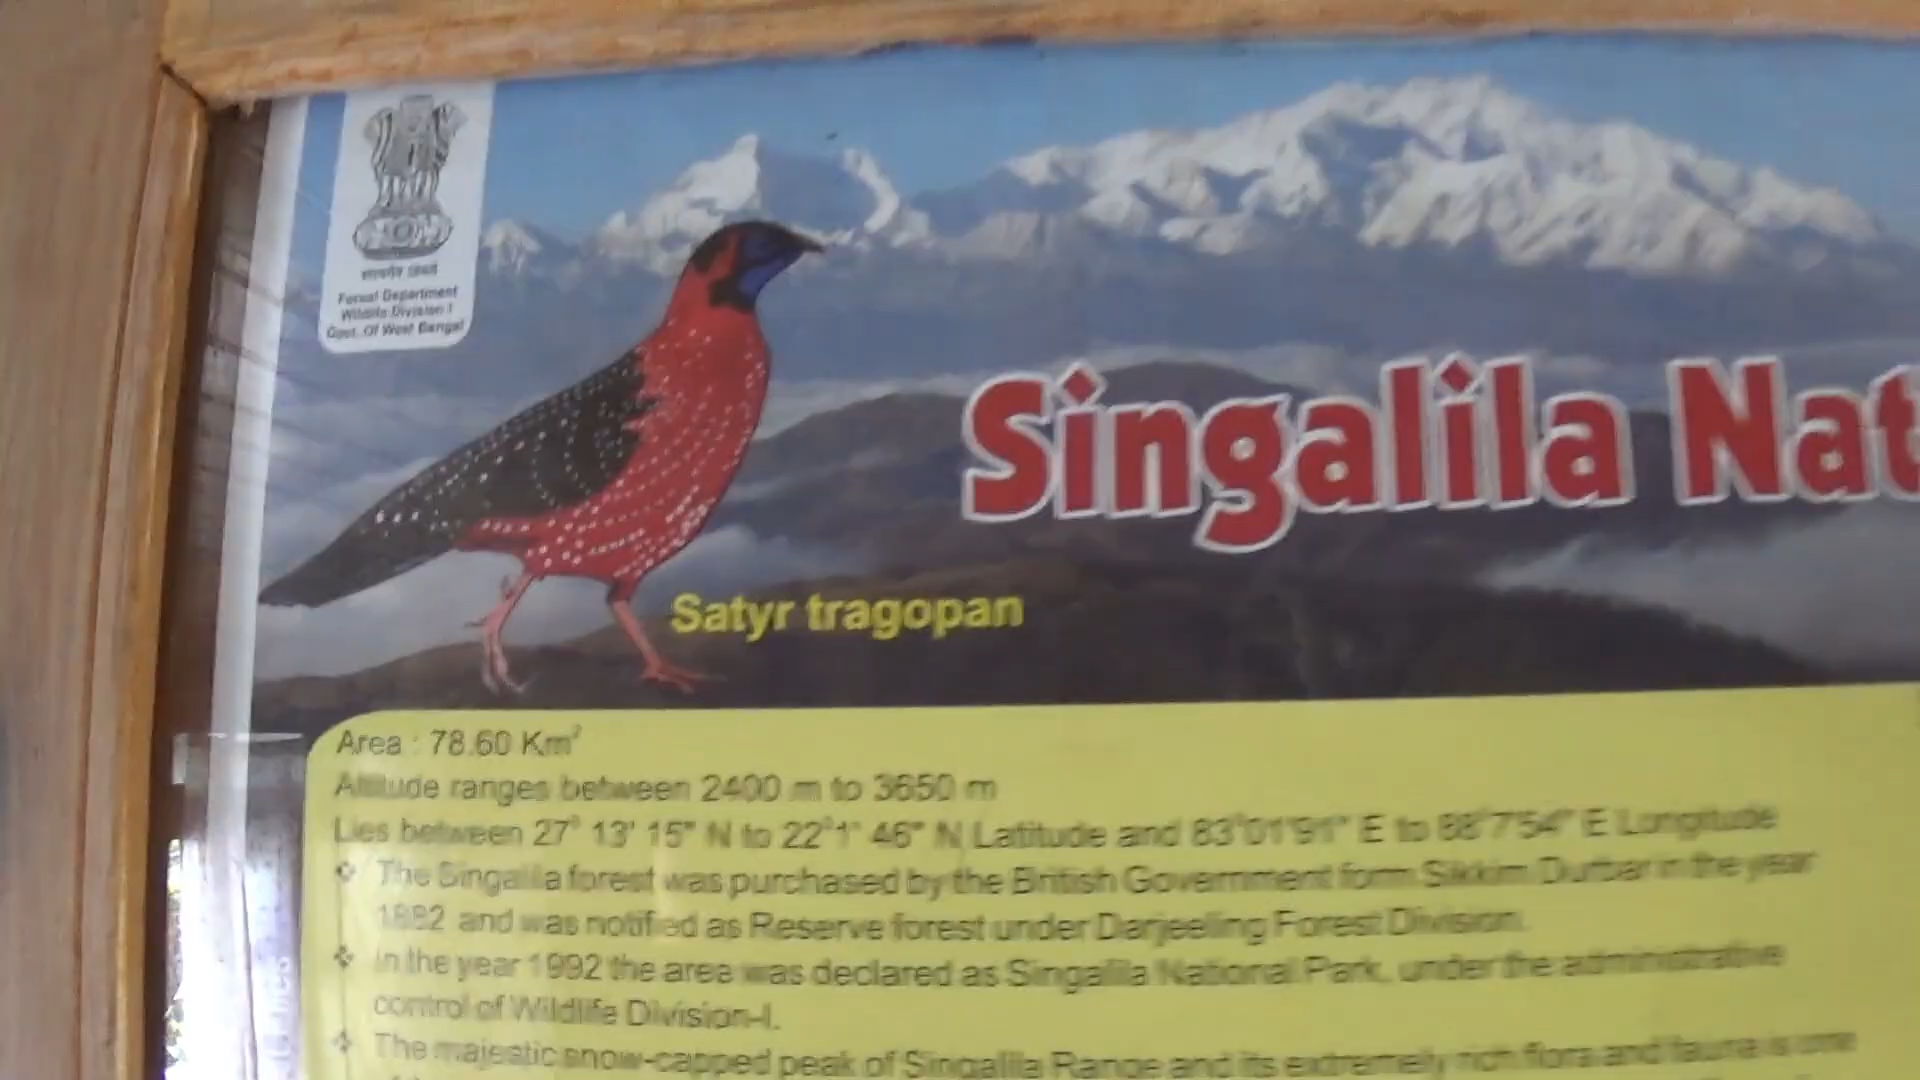 सत्यमेव जयते
Forest Department
Wildlife Division-I
Govt. Of West Bengal
Singalila Nat
Satyr tragopan
Area : 78.60 Km²
Altitude ranges between 2400 m to 3650 m
Lies between 27° 13' 15" N to 22°1' 46" N Latitude and 83°01'91" E to 88°7'54" E Longitude
❖ The Singalila forest was purchased by the British Government form Sikkim Durbar in the year
1882 and was notified as Reserve forest under Darjeeling Forest Division.
❖ In the year 1992 the area was declared as Singalila National Park, under the administrative
control of Wildlife Division-I.
❖ The majestic snow-capped peak of Singalila Range and its extremely rich flora and fauna is one